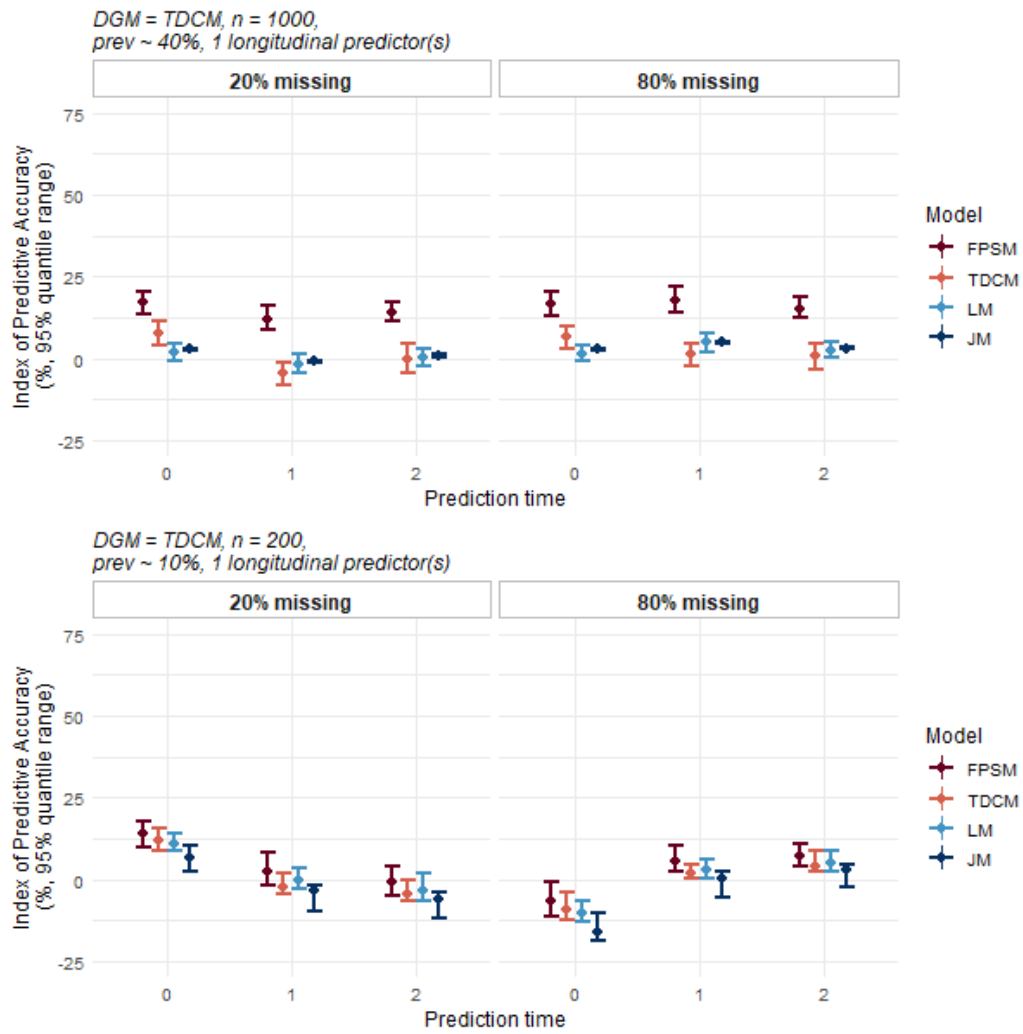 DGM = TDCM, n = 1000,
prev ~ 40%, 1 longitudinal predictor(s)
20% missing
80% missing
Index of Predictive Accuracy
(%, 95% quantile range)
75
50
25
0
-25
0 1 2
0 1 2
Prediction time
Model
FPSM
TDCM
LM
JM
DGM = TDCM, n = 200,
prev ~ 10%, 1 longitudinal predictor(s)
20% missing
80% missing
Index of Predictive Accuracy
(%, 95% quantile range)
75
50
25
0
-25
0 1 2
0 1 2
Prediction time
Model
FPSM
TDCM
LM
JM